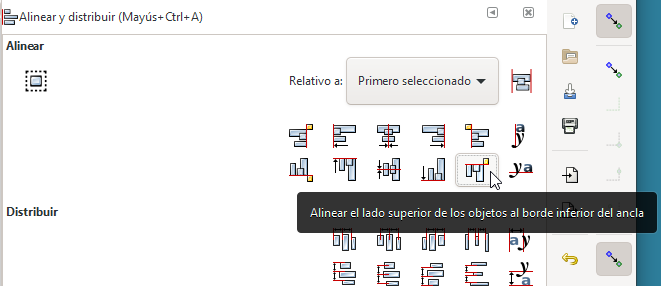 Alinear y distribuir (Mayús+Ctrl+A)
Alinear
Relativo a: Primero seleccionado
Alinear el lado superior de los objetos al borde inferior del ancla
Distribuir